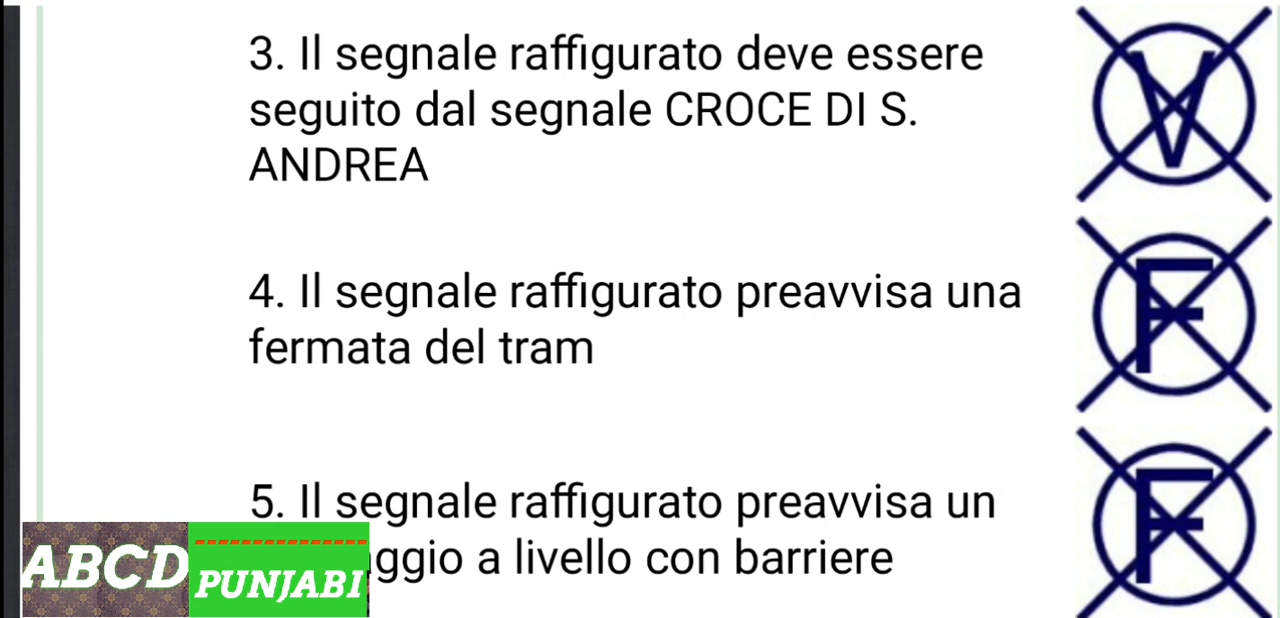 3. Il segnale raffigurato deve essere
seguito dal segnale CROCE DI S.
ANDREA
V
4. Il segnale raffigurato preavvisa una
fermata del tram
F
5. Il segnale raffigurato preavvisa un
ggio a livello con barriere
F
ABCD PUNJABI